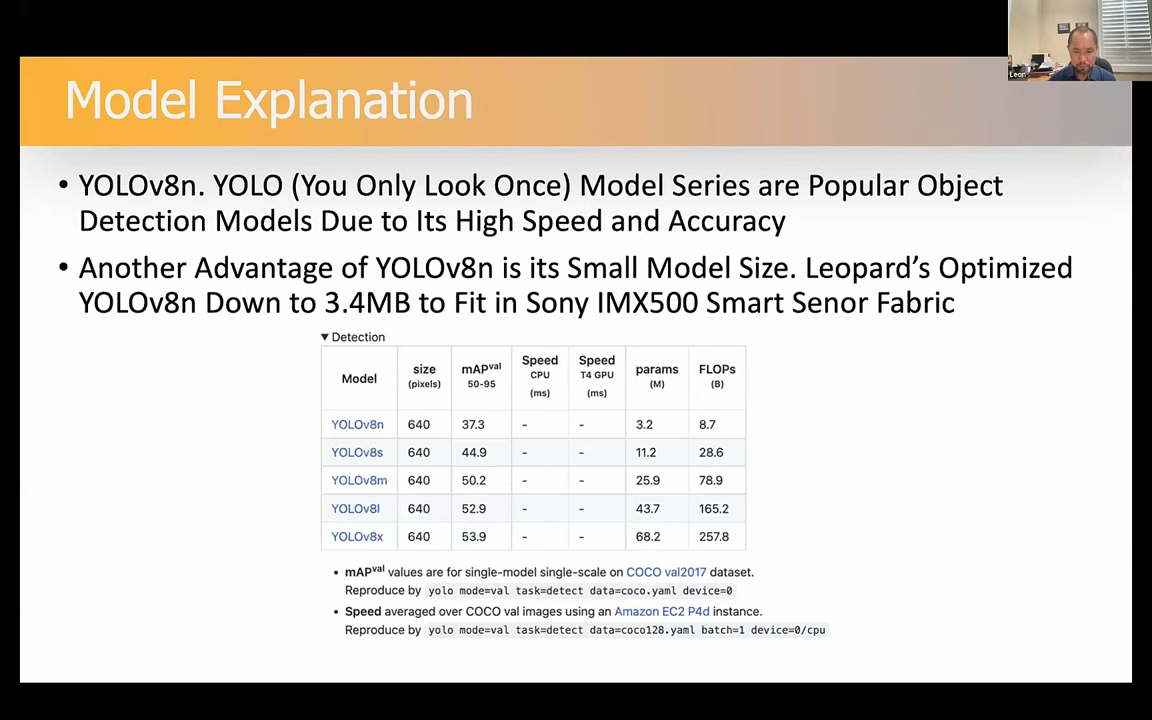 Leon
Model Explanation
• YOLOv8n. YOLO (You Only Look Once) Model Series are Popular Object
Detection Models Due to Its High Speed and Accuracy
• Another Advantage of YOLOv8n is its Small Model Size. Leopard's Optimized
YOLOv8n Down to 3.4MB to Fit in Sony IMX500 Smart Senor Fabric
▼ Detection
Model size (pixels) mAPval 50-95 Speed CPU (ms) Speed T4 GPU (ms) params (M) FLOPs (B)
YOLOv8n 640 37.3 - - 3.2 8.7
YOLOv8s 640 44.9 - - 11.2 28.6
YOLOv8m 640 50.2 - - 25.9 78.9
YOLOv8l 640 52.9 - - 43.7 165.2
YOLOv8x 640 53.9 - - 68.2 257.8
• mAPval values are for single-model single-scale on COCO val2017 dataset.
Reproduce by yolo mode=val task=detect data=coco.yaml device=0
• Speed averaged over COCO val images using an Amazon EC2 P4d instance.
Reproduce by yolo mode=val task=detect data=coco128.yaml batch=1 device=0/cpu